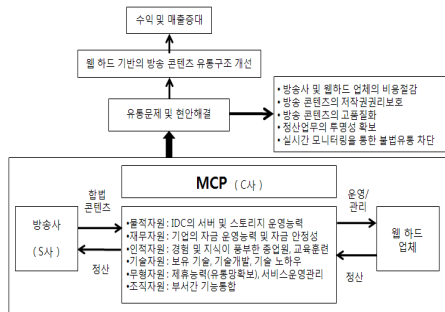 수익 및 매출증대
웹 하드 기반의 방송 콘텐츠 유통구조 개선
유통문제 및 현안해결
• 방송사 및 웹하드 업체의 비용절감
• 방송 콘텐츠의 저작권권리보호
• 방송 콘텐츠의 고품질화
• 정산업무의 투명성 확보
• 실시간 모니터링을 통한 불법유통 차단
MCP ( C사 )
합법
콘텐츠
운영/
관리
방송사
( S사 )
정산
•물적자원 : IDC의 서버 및 스토리지 운영능력
•재무자원 : 기업의 자금 운영능력 및 자금 안정성
•인적자원 : 경험 및 지식이 풍부한 종업원, 교육훈련
•기술자원 : 보유 기술, 기술개발, 기술 노하우
•무형자원 : 제휴능력(유통망확보), 서비스운영관리
•조직자원 : 부서간 기능통합
웹 하드
업체
정산